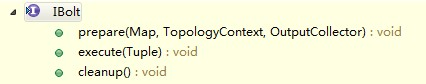 IBolt
prepare(Map, TopologyContext, OutputCollector) : void
execute(Tuple) : void
cleanup() : void